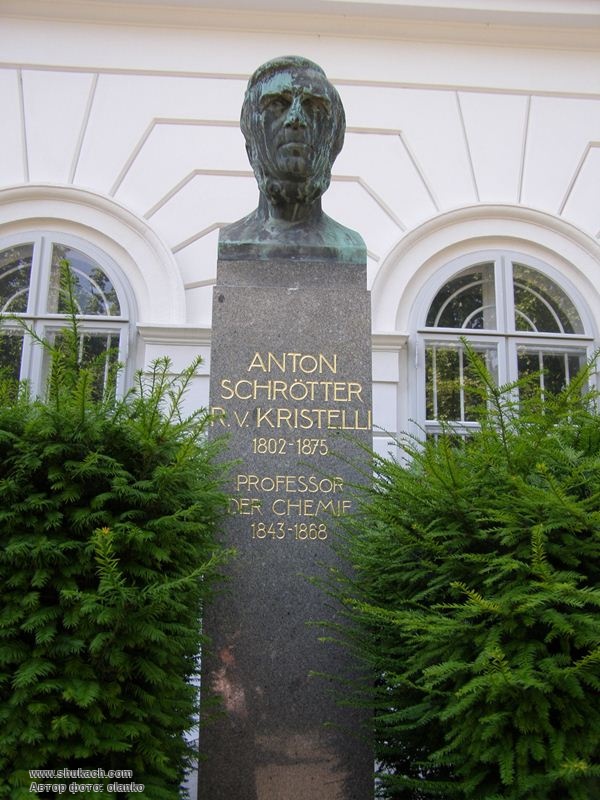 ANTON
SCHRÖTTER
R. V. KRISTELLI
1802-1875
PROFESSOR
DER CHEMIE
1843-1868
www.shukach.com
Автор фото: olanko